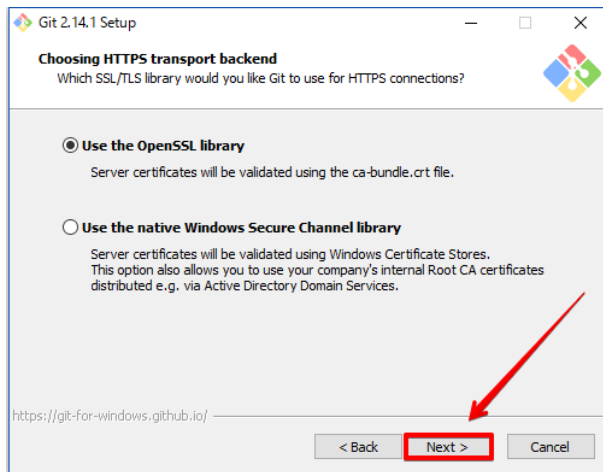 Git 2.14.1 Setup
Choosing HTTPS transport backend
Which SSL/TLS library would you like Git to use for HTTPS connections?
Use the OpenSSL library
Server certificates will be validated using the ca-bundle.crt file.
Use the native Windows Secure Channel library
Server certificates will be validated using Windows Certificate Stores.
This option also allows you to use your company's internal Root CA certificates
distributed e.g. via Active Directory Domain Services.
https://git-for-windows.github.io/
< Back
Next >
Cancel